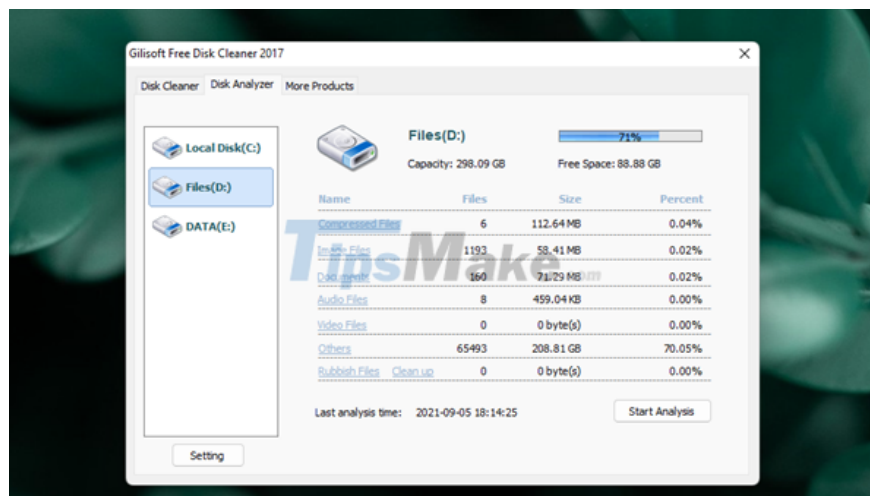 Gilisoft Free Disk Cleaner 2017
Disk Cleaner Disk Analyzer More Products
Local Disk(C:)
Files(D:)
DATA(E:)
Files(D:) 71%
Capacity: 298.09 GB Free Space: 88.88 GB
Name Files Size Percent
Compressed Files 6 112.64 MB 0.04%
Image Files 1193 58.41 MB 0.02%
Documents 160 71.29 MB 0.02%
Audio Files 8 459.04 KB 0.00%
Video Files 0 0 byte(s) 0.00%
Others 65493 208.81 GB 70.05%
Rubbish Files Clean up 0 0 byte(s) 0.00%
Last analysis time: 2021-09-05 18:14:25 Start Analysis
Setting
TipsMake.com